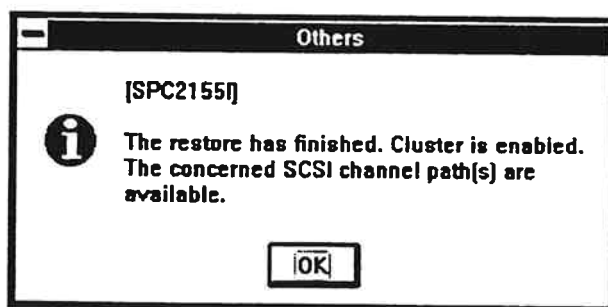 Others
[SPC2155I]
The restore has finished. Cluster is enabled.
The concerned SCSI channel path(s) are
available.
OK